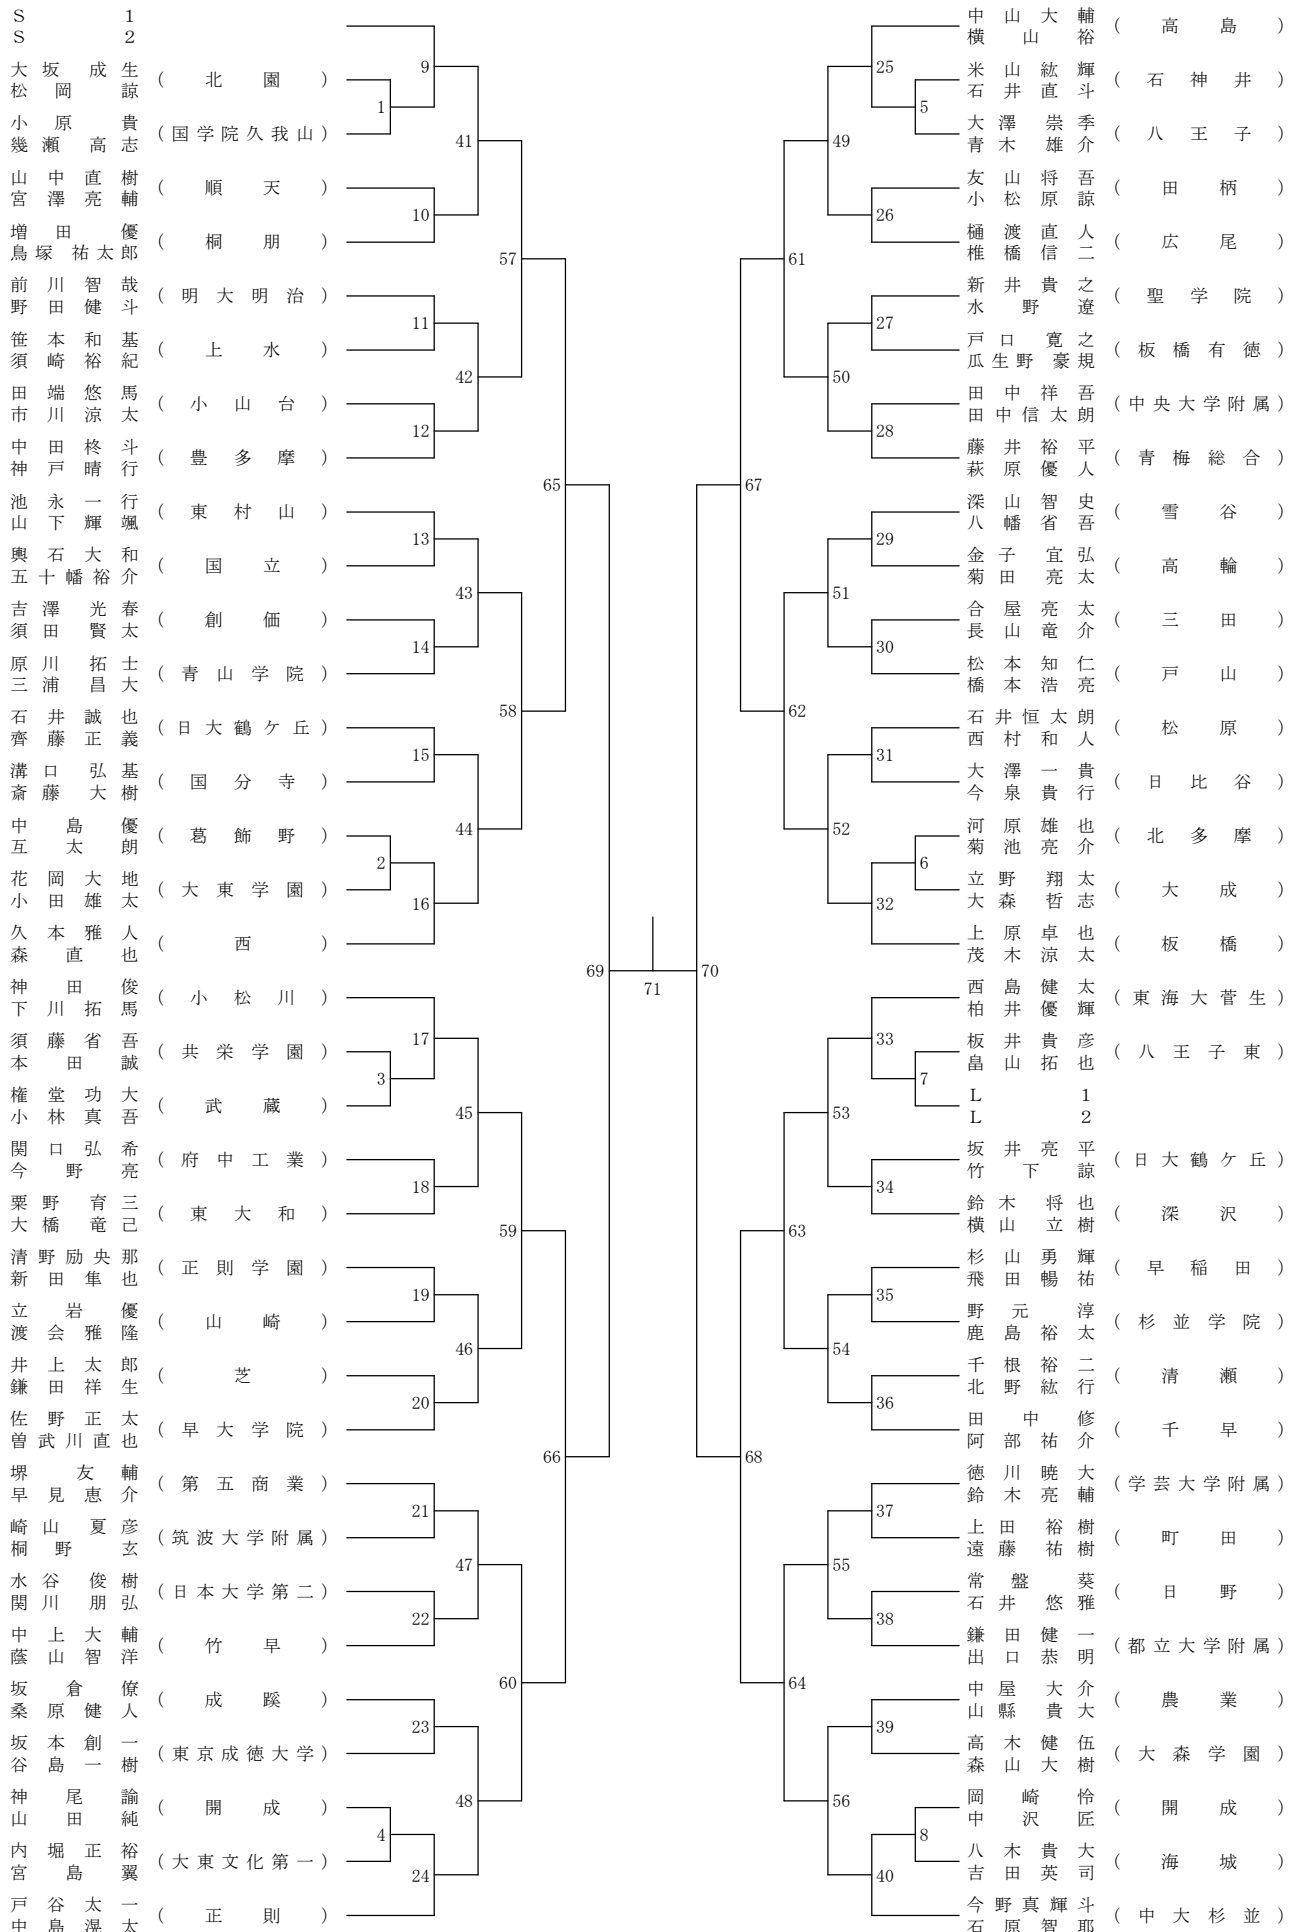 S 1
S 2
大坂成生
松岡諒
(北園)
小原貴
幾瀬高志
(国学院久我山)
山中直樹
宮澤亮輔
(順天)
増田優
鳥塚祐太郎
(桐朋)
前川智哉
野田健斗
(明大明治)
笹本和基
須崎裕紀
(上水)
田端悠馬
市川涼太
(小山台)
中田柊斗
神戸晴行
(豊多摩)
池永一行
山下輝颯
(東村山)
輿石大和
五十幡裕介
(国立)
吉澤光春
須田賢太
(創価)
原川拓士
三浦昌大
(青山学院)
石井誠也
齊藤正義
(日大鶴ケ丘)
溝口弘基
斎藤大樹
(国分寺)
中島優
互太朗
(葛飾野)
花岡大地
小田雄太
(大東学園)
久本雅人
森直也
(西)
神田俊
下川拓馬
(小松川)
須藤省吾
本田誠
(共栄学園)
権堂功大
小林真吾
(武蔵)
関口弘希
今野亮
(府中工業)
粟野育三
大橋竜己
(東大和)
清野励央那
新田隼也
(正則学園)
立岩優
渡会雅隆
(山崎)
井上太郎
鎌田祥生
(芝)
佐野正太
曽武川直也
(早大学院)
堺友輔
早見恵介
(第五商業)
崎山夏彦
桐野玄
(筑波大学附属)
水谷俊樹
関川朋弘
(日本大学第二)
中上大輔
蔭山智洋
(竹早)
坂倉僚
桑原健人
(成蹊)
坂本創一
谷島一樹
(東京成徳大学)
神尾諭
山田純
(開成)
内堀正裕
宮島翼
(大東文化第一)
戸谷太一
中島滉太
(正則)
1
2
3
4
9
10
11
12
13
14
15
16
17
18
19
20
21
22
23
24
41
42
43
44
45
46
47
48
57
58
59
60
65
66
69
71
70
67
68
61
62
63
64
49
50
51
52
53
54
55
56
25
26
27
28
29
30
31
32
33
34
35
36
37
38
39
40
5
6
7
8
中山大輔
横山裕
(高島)
米山紘輝
石井直斗
(石神井)
大澤崇季
青木雄介
(八王子)
友山将吾
小松原諒
(田柄)
樋渡直人
椎橋信二
(広尾)
新井貴之
水野遼
(聖学院)
戸口寛之
瓜生野豪規
(板橋有徳)
田中祥吾
田中信太朗
(中央大学附属)
藤井裕平
萩原優人
(青梅総合)
深山智史
八幡省吾
(雪谷)
金子宜弘
菊田亮太
(高輪)
合屋亮太
長山竜介
(三田)
松本知仁
橋本浩亮
(戸山)
石井恒太朗
西村和人
(松原)
大澤一貴
今泉貴行
(日比谷)
河原雄也
菊池亮介
(北多摩)
立野翔太
大森哲志
(大成)
上原卓也
茂木涼太
(板橋)
西島健太
柏井優輝
(東海大菅生)
板井貴彦
畠山拓也
(八王子東)
L 1
L 2
坂井亮平
竹下諒
(日大鶴ケ丘)
鈴木将也
横山立樹
(深沢)
杉山勇輝
飛田暢祐
(早稲田)
野元淳
鹿島裕太
(杉並学院)
千根裕二
北野紘行
(清瀬)
田中修
阿部祐介
(千早)
徳川暁大
鈴木亮輔
(学芸大学附属)
上田裕樹
遠藤祐樹
(町田)
常盤葵
石井悠雅
(日野)
鎌田健一
出口恭明
(都立大学附属)
中屋大介
山縣貴大
(農業)
高木健伍
森山大樹
(大森学園)
岡崎怜
中沢匠
(開成)
八木貴大
吉田英司
(海城)
今野真輝斗
石原智耶
(中大杉並)